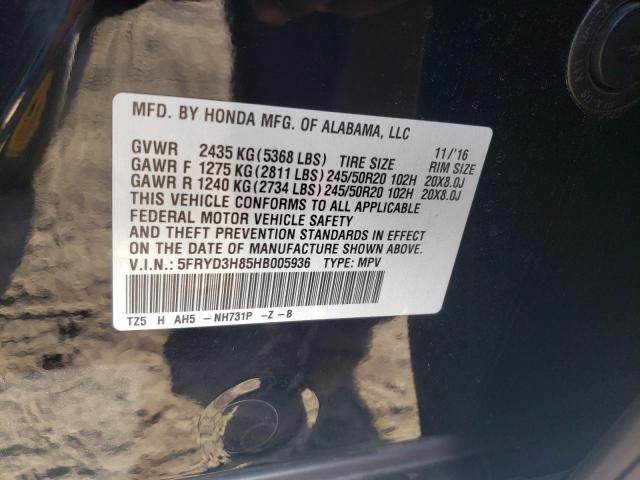 MFD. BY HONDA MFG. OF ALABAMA, LLC
11/'16
GVWR 2435 KG(5368 LBS) TIRE SIZE RIM SIZE
GAWR F 1275 KG(2811 LBS)245/50R20 102H 20X8.0J
GAWR R 1240 KG(2734 LBS)245/50R20 102H 20X8.0J
THIS VEHICLE CONFORMS TO ALL APPLICABLE
FEDERAL MOTOR VEHICLE SAFETY
AND THEFT PREVENTION STANDARDS IN EFFECT
ON THE DATE OF MANUFACTURE SHOWN ABOVE.
V.I.N.: 5FRYD3H85HB005936 TYPE: MPV
TZ5 H AH5 -NH731P -Z-B